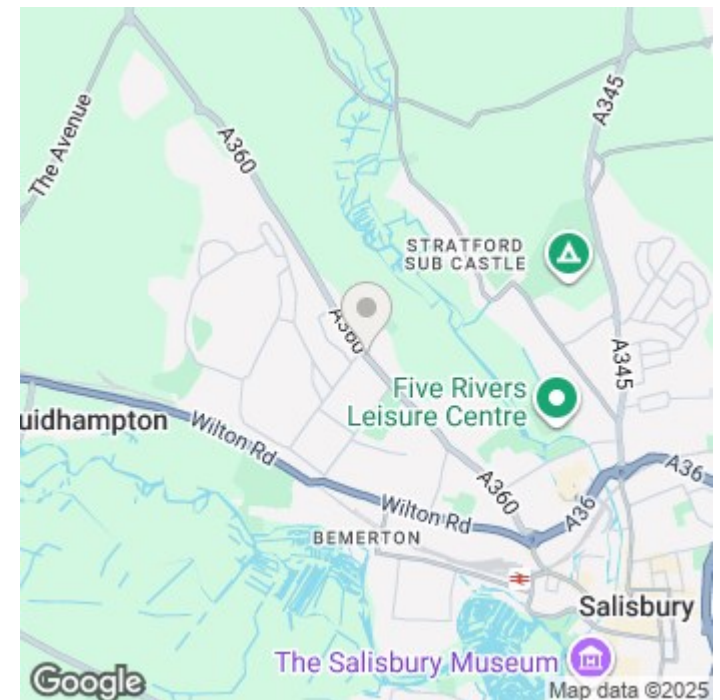 The Avenue
A360
A345
STRATFORD
SUB CASTLE
A360
A345
Five Rivers
Leisure Centre
uidhampton
Wilton Rd
A360
A36
A36
Wilton Rd
BEMERTON
Salisbury
The Salisbury Museum
Google
Map data ©2025